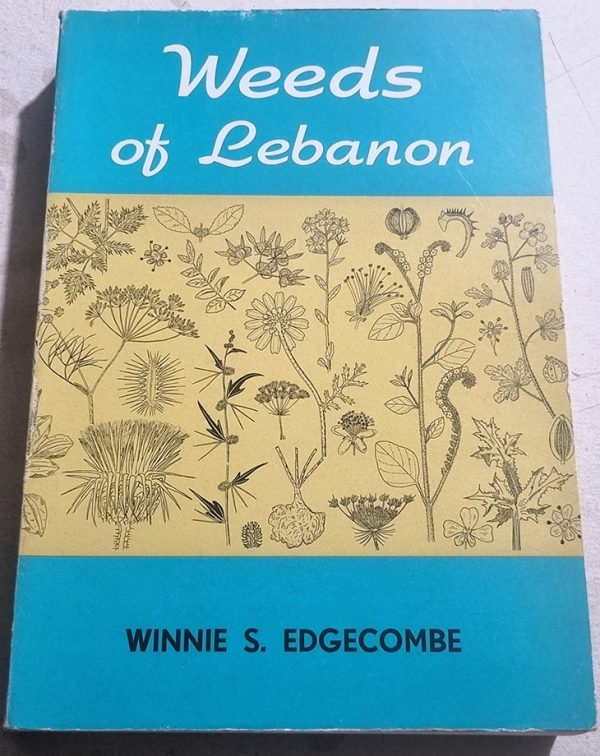 Weeds
of Lebanon
WINNIE S. EDGECOMBE